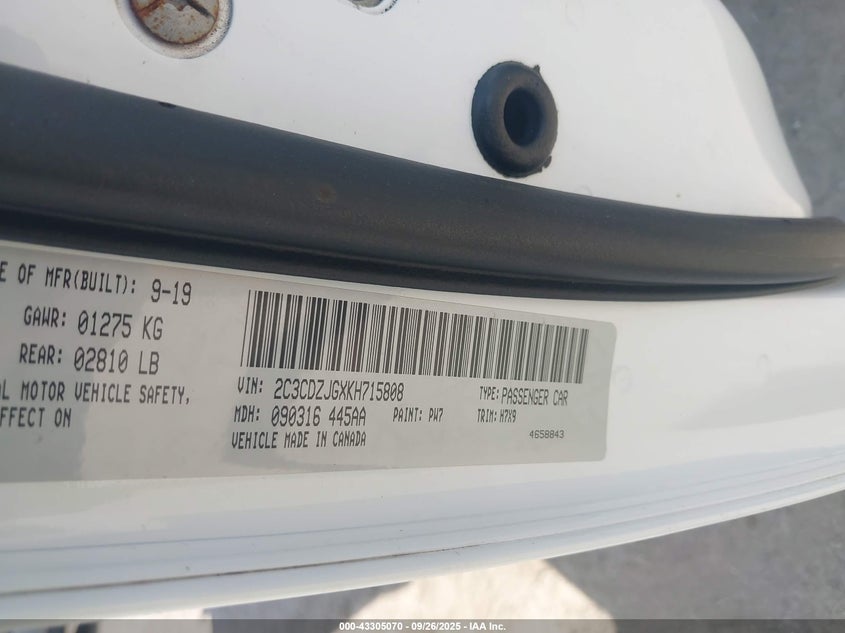 E OF MFR(BUILT): 9-19
GAWR: 01275 KG
REAR: 02810 LB
L MOTOR VEHICLE SAFETY,
FFECT ON
VIN: 2C3CDZJGXKH715808
TYPE: PASSENGER CAR
MDH: 090316 445AA
PAINT: PW7
TRIM: H7X9
VEHICLE MADE IN CANADA
4658843
000-43305070 - 09/26/2025 - IAA Inc.